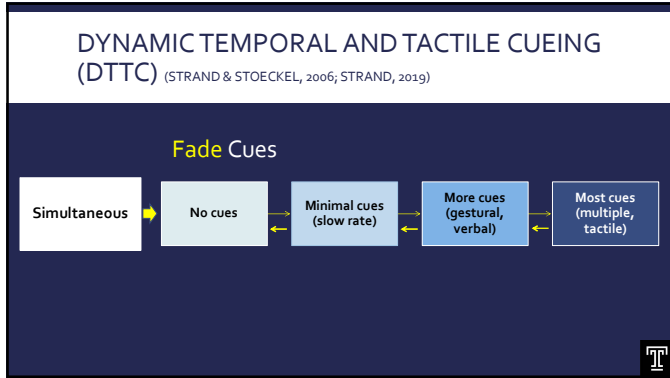 DYNAMIC TEMPORAL AND TACTILE CUEING
(DTTC) (STRAND & STOECKEL, 2006; STRAND, 2019)
Fade Cues
Simultaneous
No cues
Minimal cues
(slow rate)
More cues
(gestural,
verbal)
Most cues
(multiple,
tactile)
T